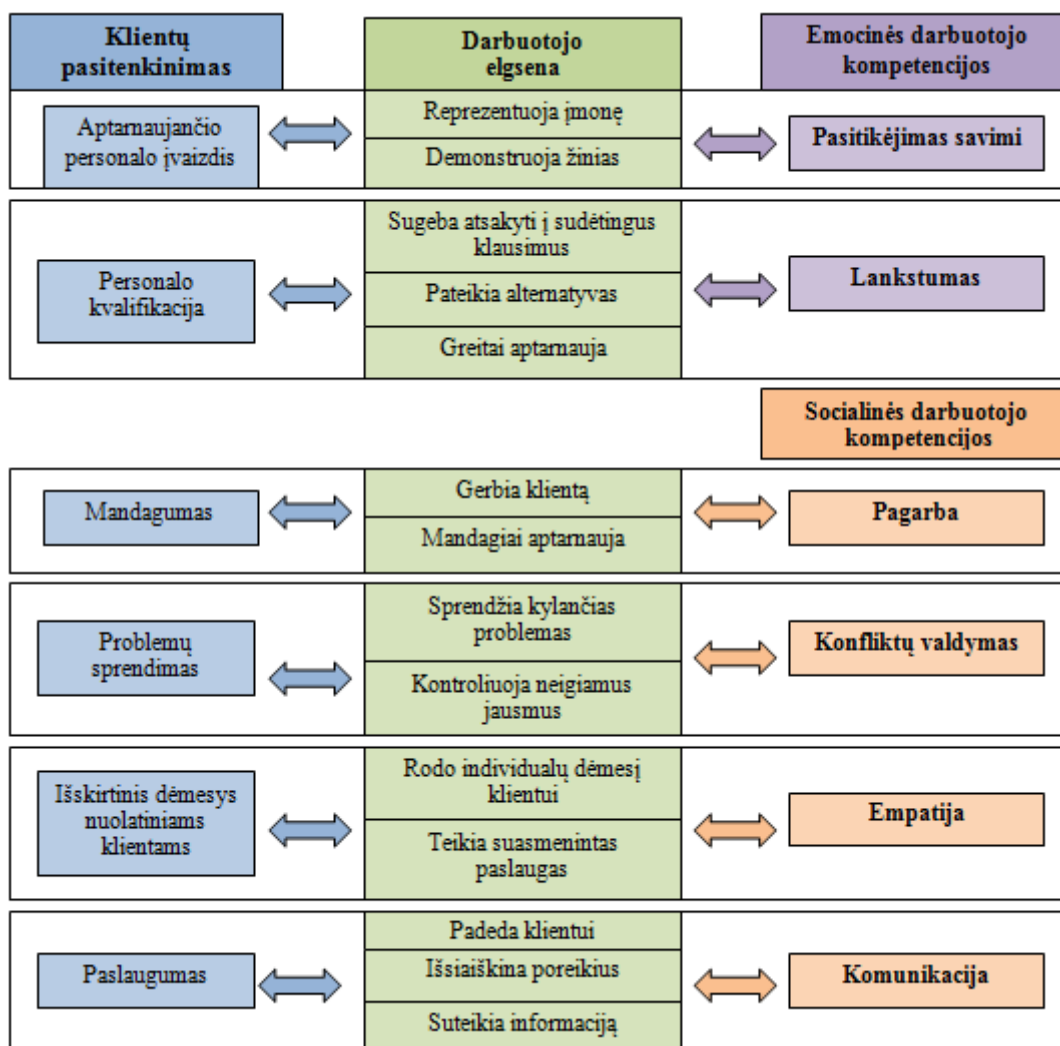 Klientų
pasitenkinimas
Darbuotojo
elgsena
Emocinės darbuotojo
kompetencijos
Aptarnaujančio
personalo įvaizdis
Reprezentuoja įmonę
Demonstruoja žinias
Pasitikėjimas savimi
Personalo
kvalifikacija
Sugeba atsakyti į sudėtingus
klausimus
Pateikia alternatyvas
Greitai aptarnauja
Lankstumas
Socialinės darbuotojo
kompetencijos
Mandagumas
Gerbia klientą
Mandagiai aptarnauja
Pagarba
Problemų
sprendimas
Sprendžia kylančias
problemas
Kontroliuoja neigiamus
jausmus
Konfliktų valdymas
Išskirtinis dėmesys
nuolatiniams
klientams
Rodo individualų dėmesį
klientui
Teikia suasmenintas
paslaugas
Empatija
Paslaugumas
Padeda klientui
Išsiaiškina poreikius
Suteikia informaciją
Komunikacija